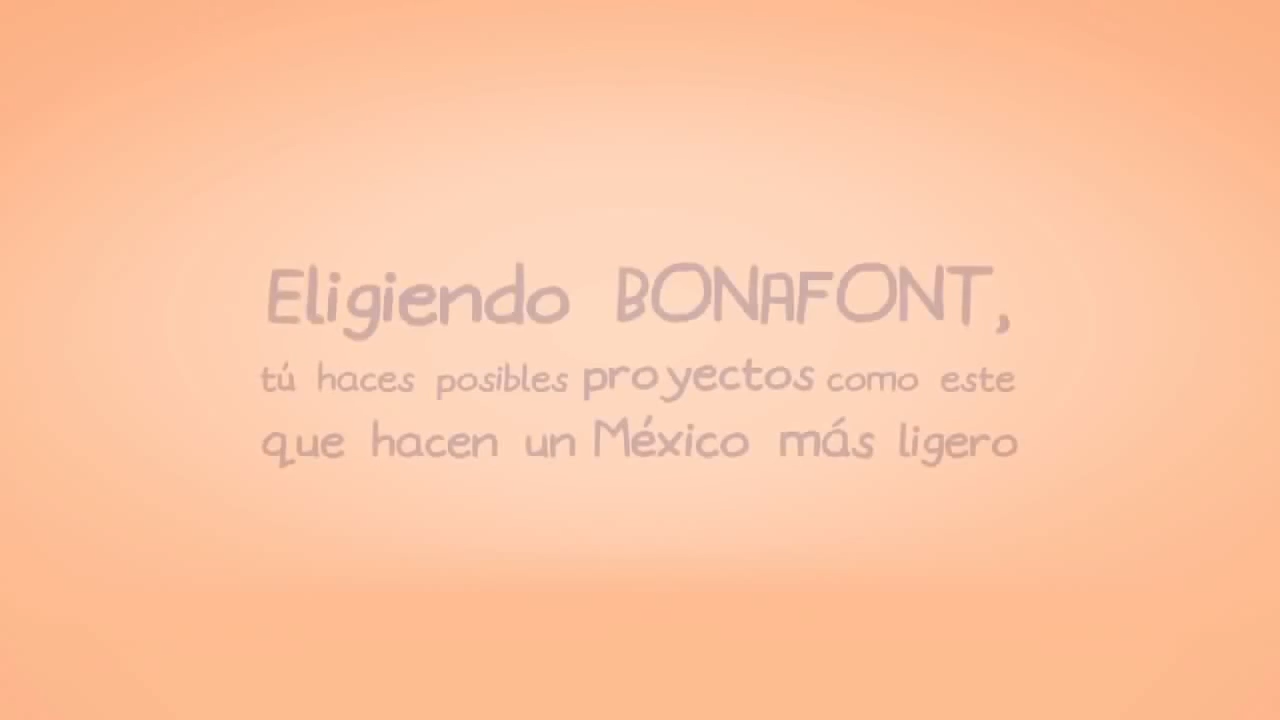 Eligiendo BONAFONT,
tú haces posibles proyectos como este
que hacen un México más ligero